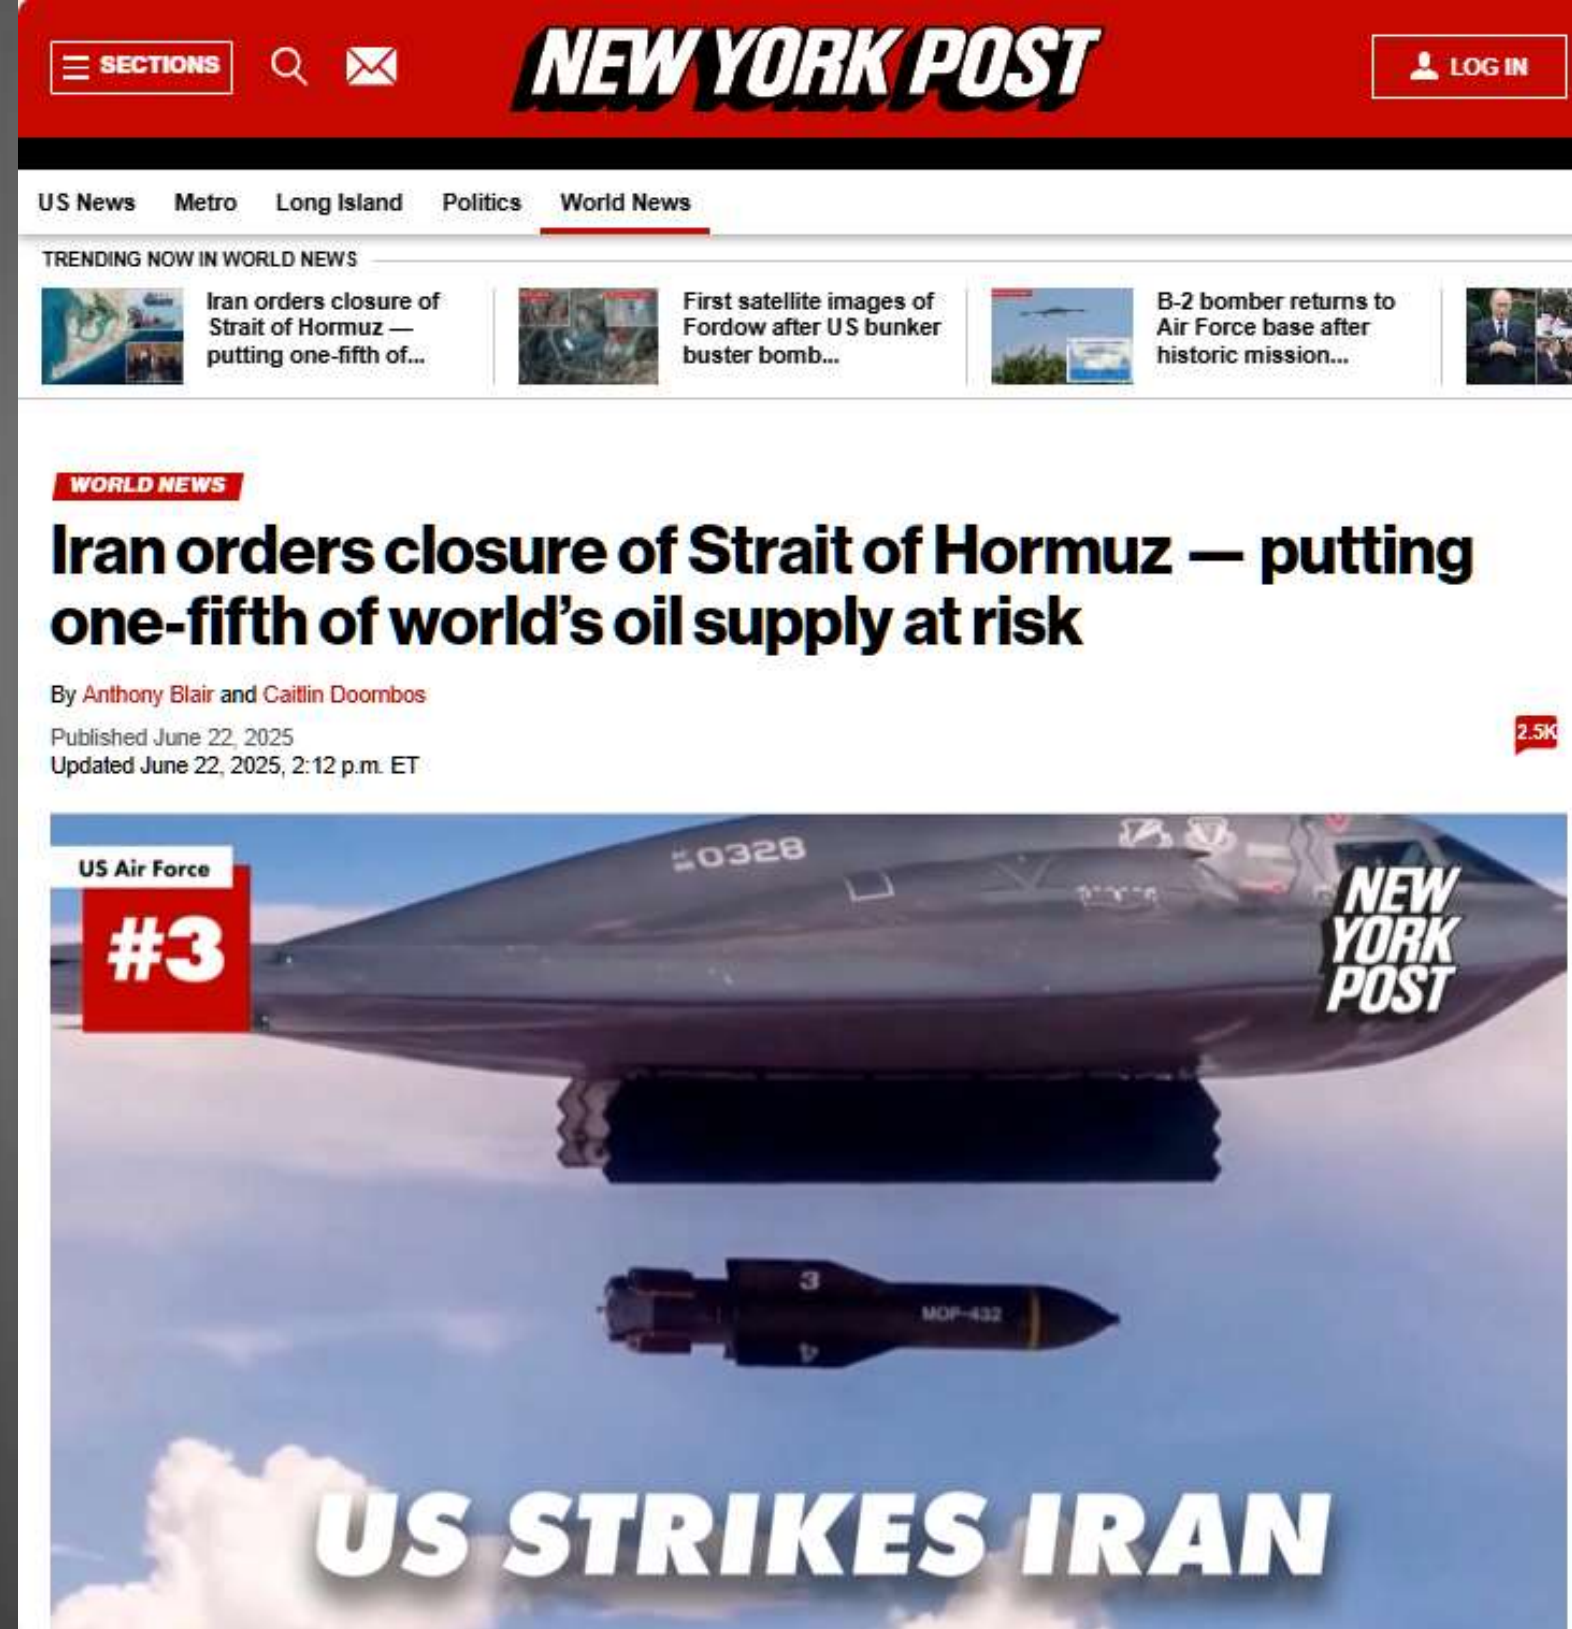 SECTIONS
NEW YORK POST
LOG IN
US News Metro Long Island Politics World News
TRENDING NOW IN WORLD NEWS
Iran orders closure of
Strait of Hormuz —
putting one-fifth of...
First satellite images of
Fordow after US bunker
buster bomb...
B-2 bomber returns to
Air Force base after
historic mission...
WORLD NEWS
Iran orders closure of Strait of Hormuz — putting
one-fifth of world's oil supply at risk
By Anthony Blair and Caitlin Doornbos
Published June 22, 2025
Updated June 22, 2025, 2:12 p.m. ET
2.5K
US Air Force
#3
0328
NEW
YORK
POST
3
MOP-432
4
US STRIKES IRAN